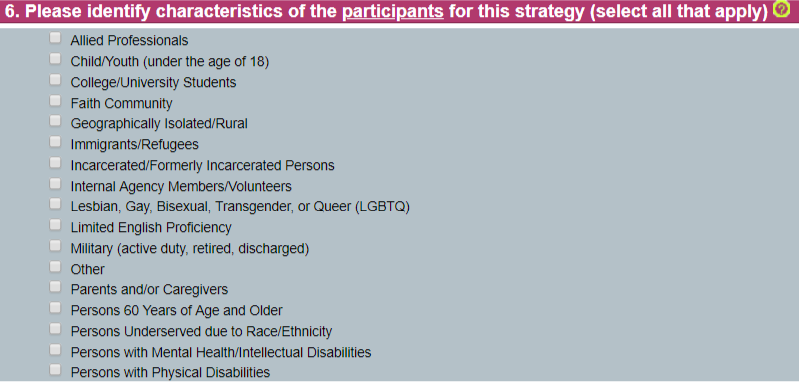 6. Please identify characteristics of the participants for this strategy (select all that apply) ?
Allied Professionals
Child/Youth (under the age of 18)
College/University Students
Faith Community
Geographically Isolated/Rural
Immigrants/Refugees
Incarcerated/Formerly Incarcerated Persons
Internal Agency Members/Volunteers
Lesbian, Gay, Bisexual, Transgender, or Queer (LGBTQ)
Limited English Proficiency
Military (active duty, retired, discharged)
Other
Parents and/or Caregivers
Persons 60 Years of Age and Older
Persons Underserved due to Race/Ethnicity
Persons with Mental Health/Intellectual Disabilities
Persons with Physical Disabilities